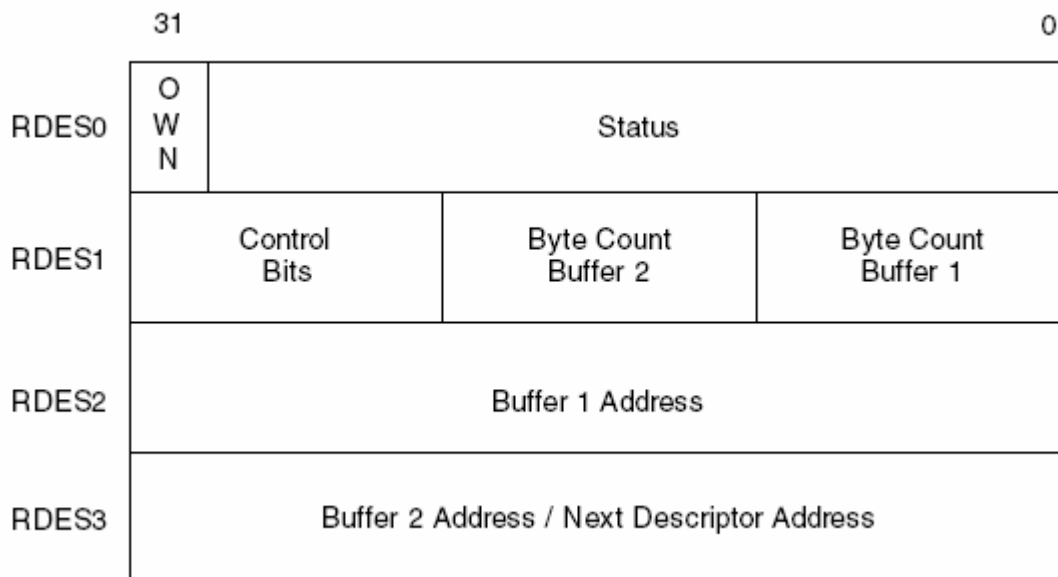 31 0
O
W
N
RDES0
Status
RDES1
Control
Bits
Byte Count
Buffer 2
Byte Count
Buffer 1
RDES2
Buffer 1 Address
RDES3
Buffer 2 Address / Next Descriptor Address